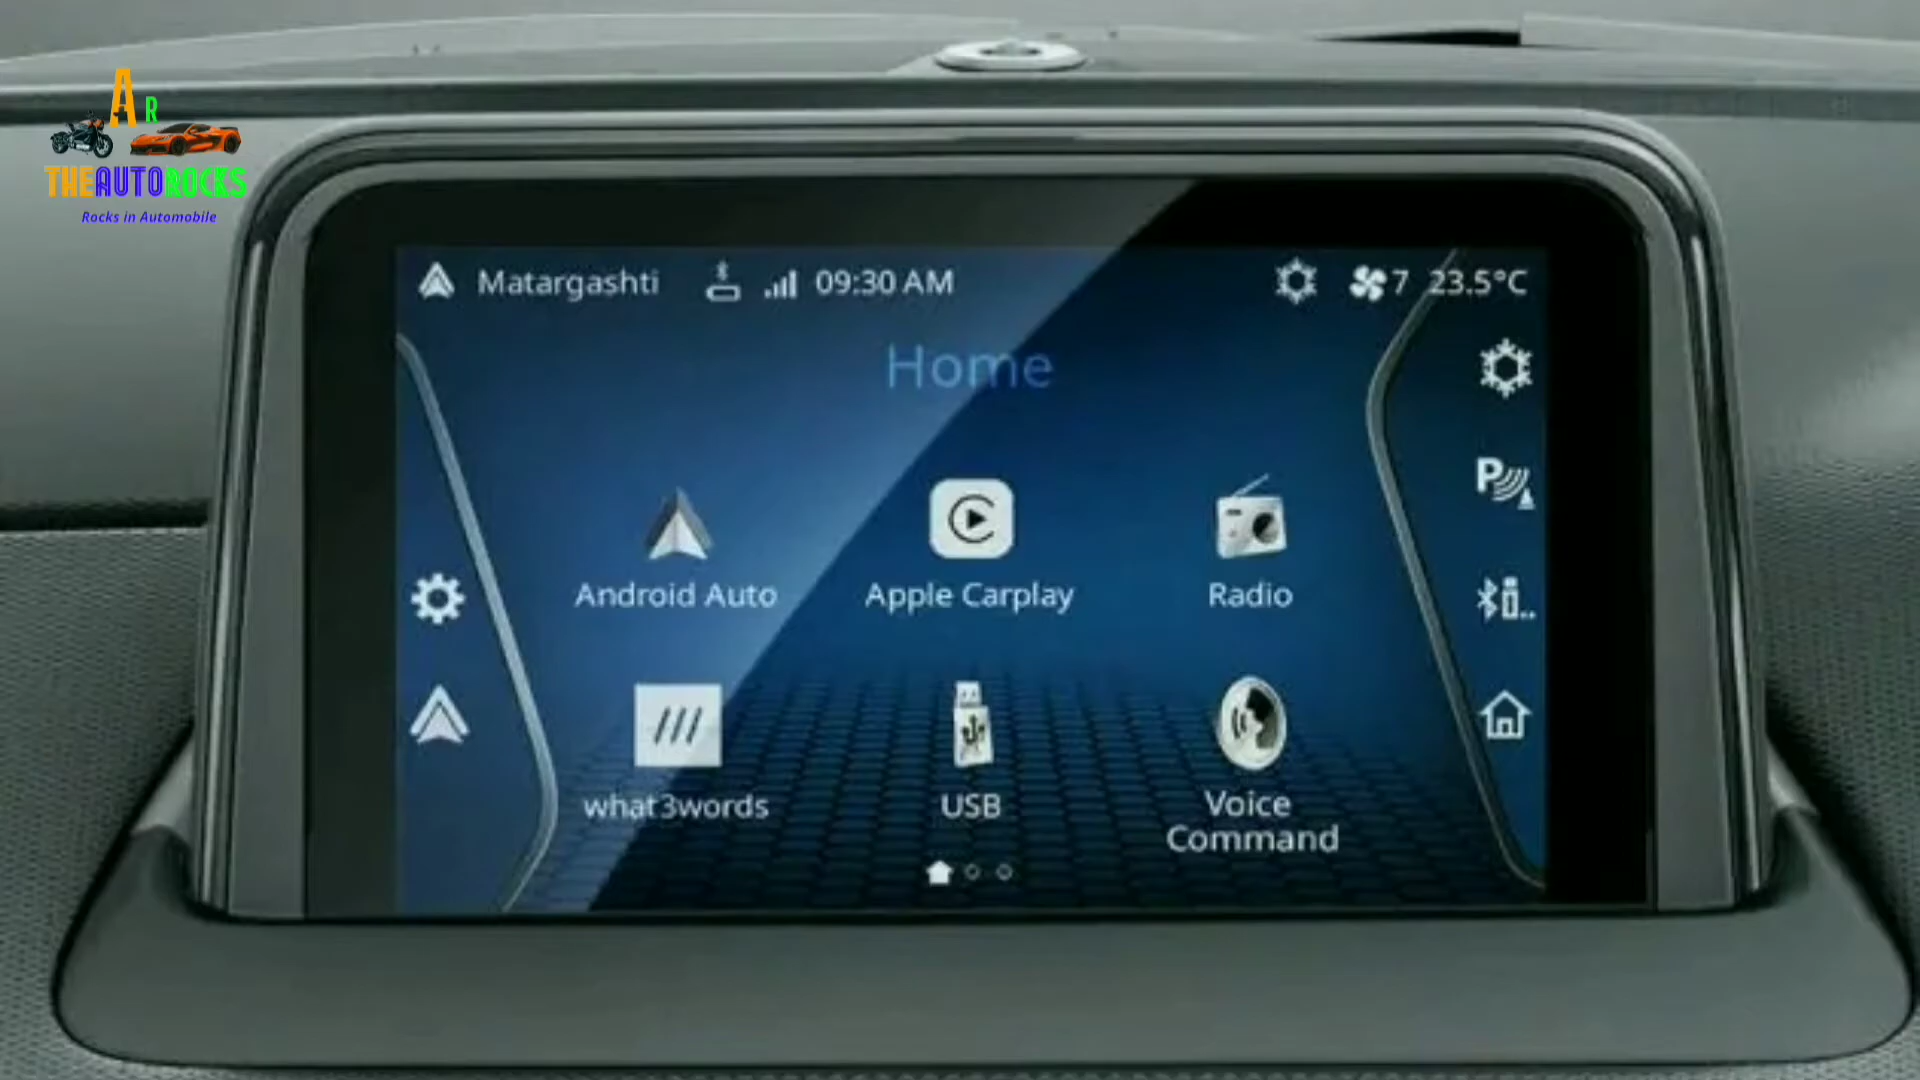 AR
THEAUTOROCKS
Rocks in Automobile
Matargashti 09:30 AM 7 23.5°C
Home
P
Android Auto Apple Carplay Radio
what3words USB Voice
Command